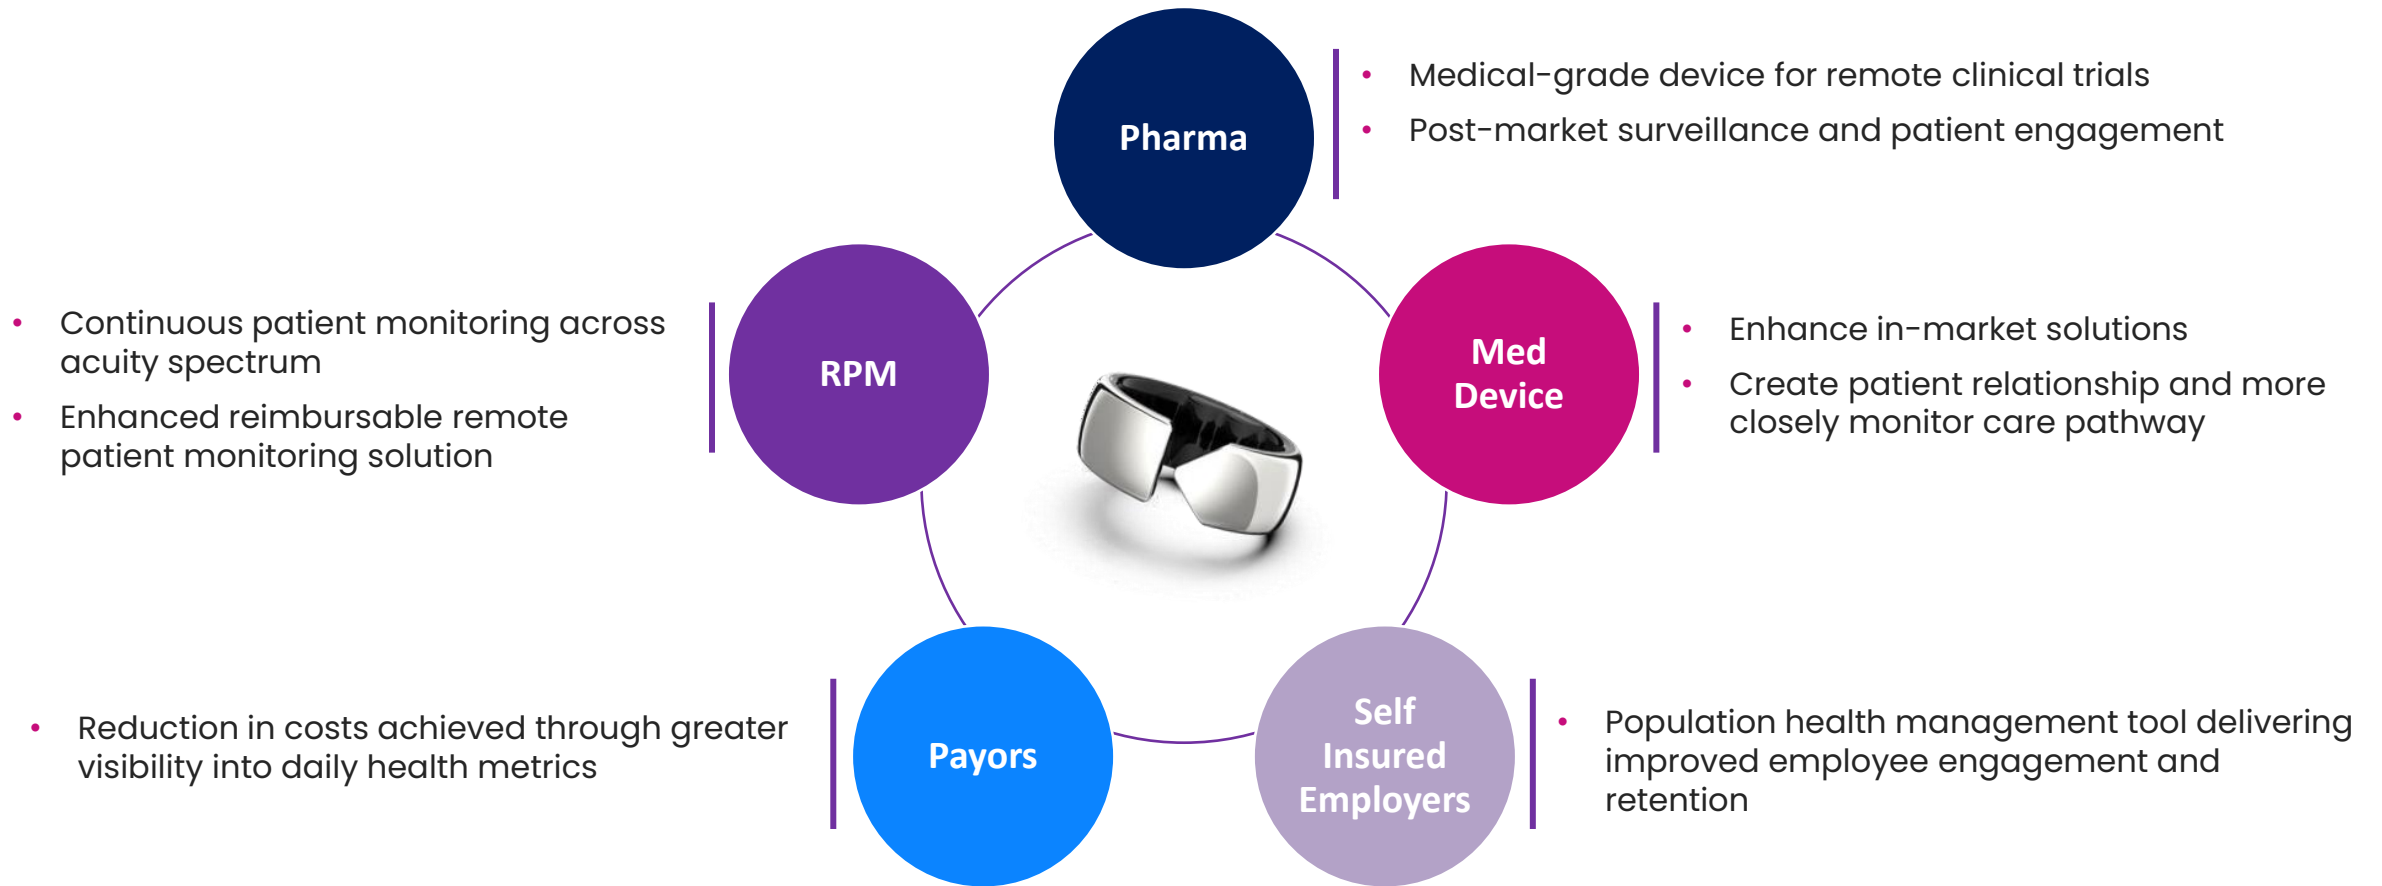 Pharma
• Medical-grade device for remote clinical trials
• Post-market surveillance and patient engagement
Med
Device
• Enhance in-market solutions
• Create patient relationship and more
closely monitor care pathway
Self
Insured
Employers
• Population health management tool delivering
improved employee engagement and
retention
Payors
• Reduction in costs achieved through greater
visibility into daily health metrics
RPM
• Continuous patient monitoring across
acuity spectrum
• Enhanced reimbursable remote
patient monitoring solution